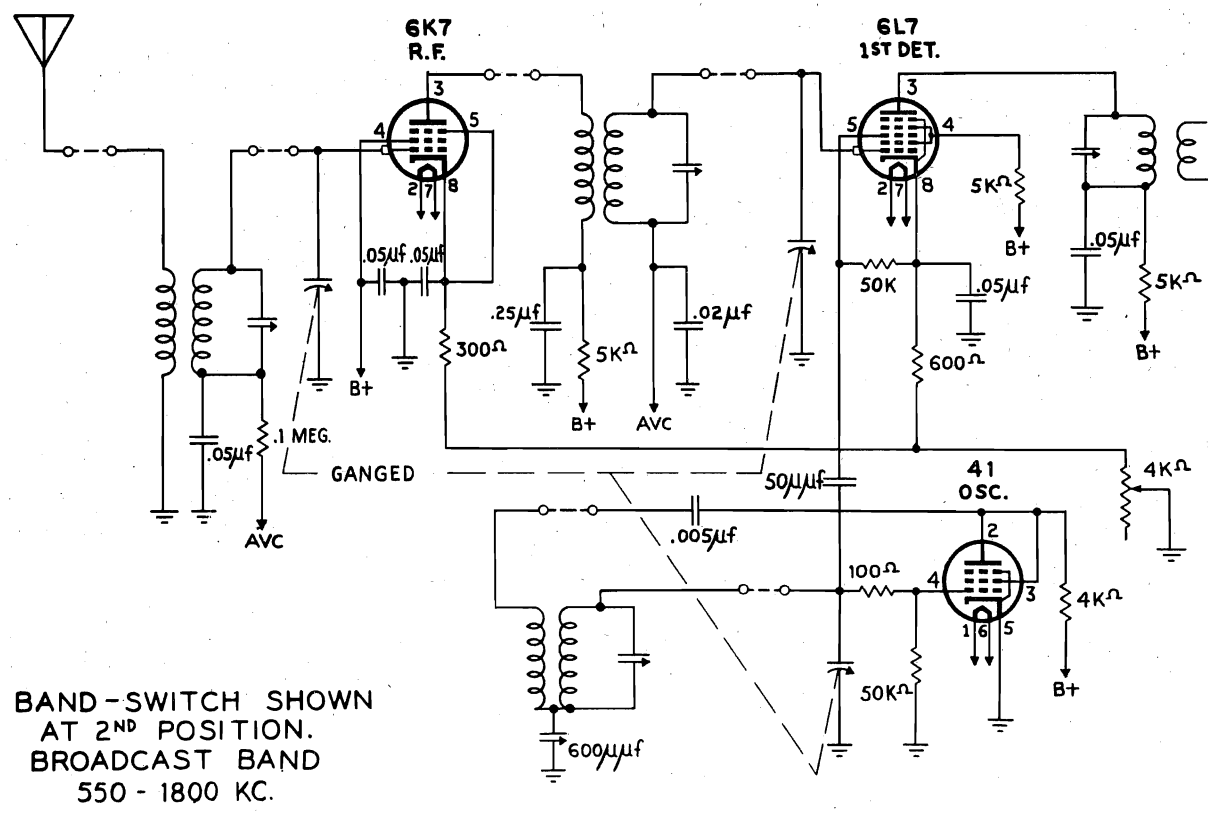 6K7
R.F.
6L7
1ST DET.
3
4
5
2
7
8
3
5
4
2
7
8
5KΩ
B+
.05µf
.05µf
.05µf
5KΩ
B+
50K
.05µf
300Ω
B+
.25µf
5KΩ
B+
.02µf
AVC
600Ω
.05µf
.1 MEG.
AVC
GANGED
50µµf
41
OSC.
4KΩ
.005µf
2
100Ω
4
3
1
6
5
4KΩ
B+
50KΩ
600µµf
BAND-SWITCH SHOWN
AT 2ND POSITION.
BROADCAST BAND
550 - 1800 KC.